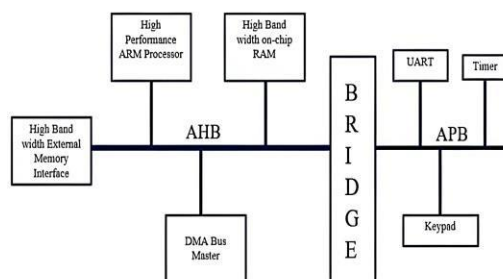 High
Performance
ARM Processor
High Band
width on-chip
RAM
B
R
I
D
G
E
UART
Timer
AHB
APB
High Band
width External
Memory
Interface
DMA Bus
Master
Keypad